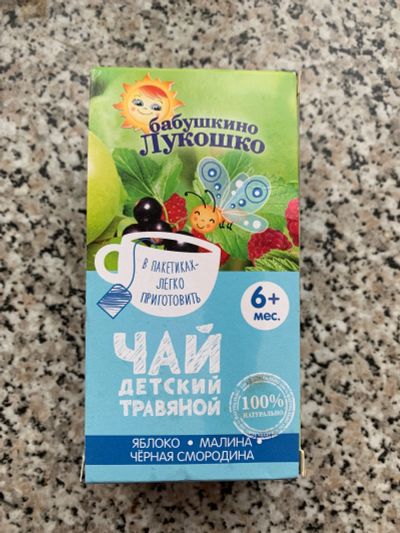 бабушкино
Лукошко
В ПАКЕТИКАХ-
ЛЕГКО
ПРИГОТОВИТЬ
6+
мес.
ЧАЙ
ДЕТСКИЙ
ТРАВЯНОЙ
100%
НАТУРАЛЬНО
ЯБЛОКО • МАЛИНА •
ЧЁРНАЯ СМОРОДИНА